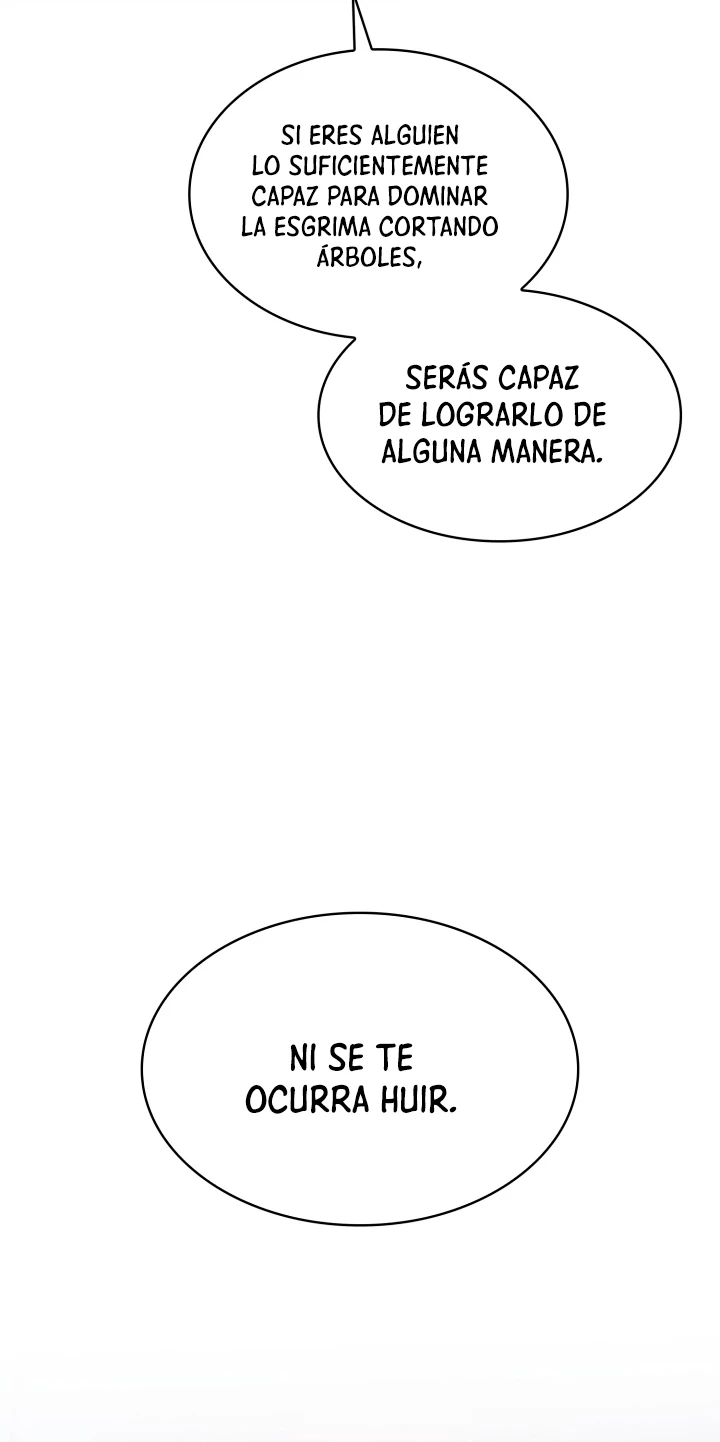 SI ERES ALGUIEN
LO SUFICIENTEMENTE
CAPAZ PARA DOMINAR
LA ESGRIMA CORTANDO
ÁRBOLES,
SERÁS CAPAZ
DE LOGRARLO DE
ALGUNA MANERA.
NI SE TE
OCURRA HUIR.